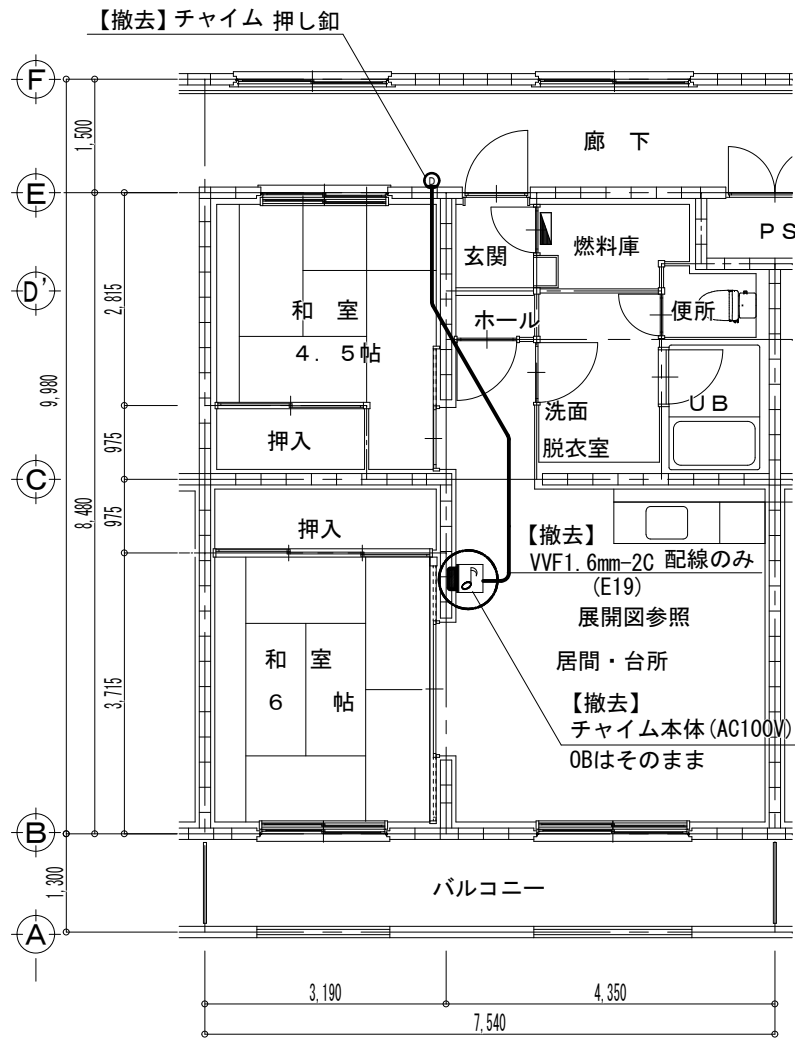 【撤去】チャイム 押し釦
F
1,500
廊 下
E
D
PS
玄関
燃料庫
D'
2,815
和 室
4．5帖
ホール
便所
9,980
洗面
脱衣室
UB
975
押入
C
8,480
975
押入
【撤去】
VVF1.6mm-2C 配線のみ
(E19)
展開図参照
和 室
6 帖
居間・台所
3,715
【撤去】
チャイム本体(AC100V)
OBはそのまま
B
1,300
バルコニー
A
3,190
4,350
7,540